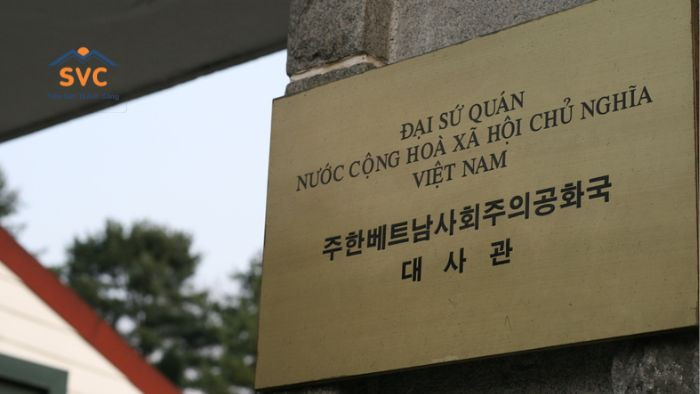 SVC
ĐẠI SỨ QUÁN
NƯỚC CỘNG HOÀ XÃ HỘI CHỦ NGHĨA
VIỆT NAM
주한베트남사회주의공화국
대 사 관